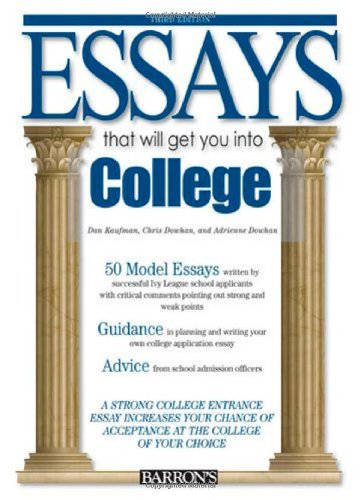 THIRD EDITION
ESSAYS
that will get you into
College
Dan Kaufman, Chris Dowhan, and Adrienne Dowhan
50 Model Essays written by
successful Ivy League school applicants
with critical comments pointing out strong and
weak points
Guidance in planning and writing your
own college application essay
Advice from school admission officers
A STRONG COLLEGE ENTRANCE
ESSAY INCREASES YOUR CHANCE OF
ACCEPTANCE AT THE COLLEGE
OF YOUR CHOICE
BARRON'S